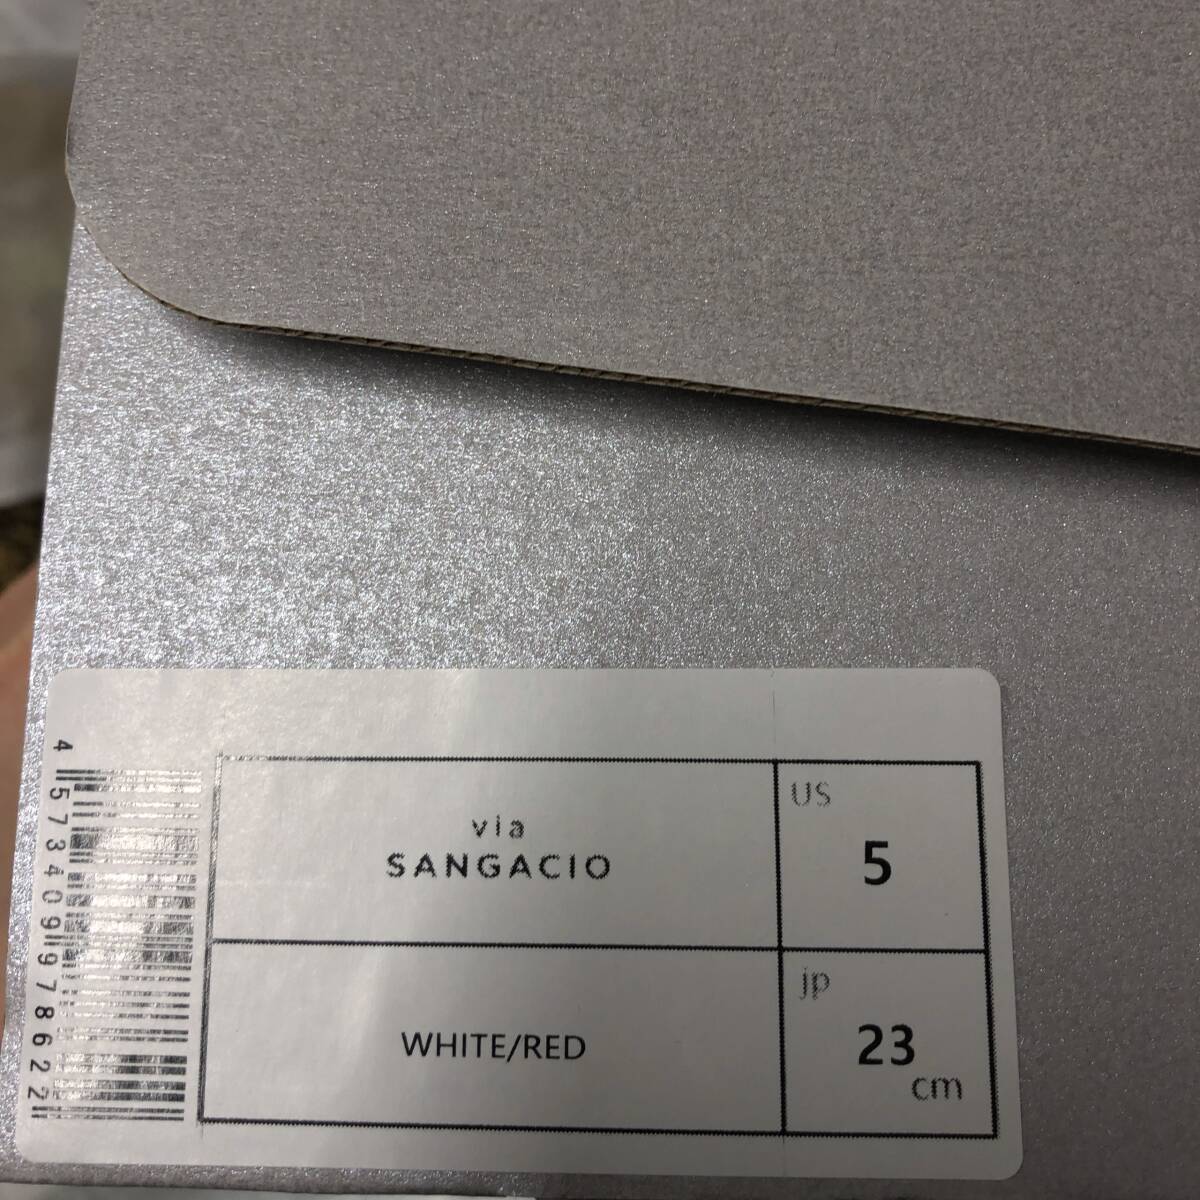 via
SANGACIO
US
5
WHITE/RED
jp
23
cm
4573409978622